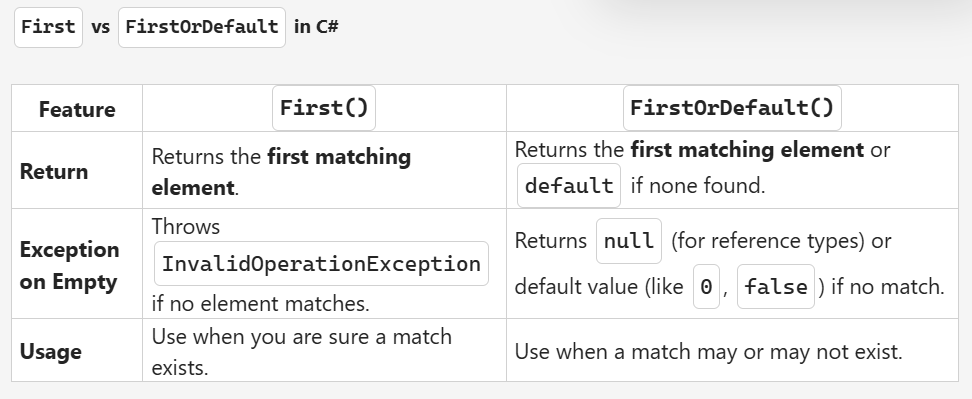 First vs FirstOrDefault in C#
Feature First() FirstOrDefault()
Return
Returns the first matching
element.
Returns the first matching element or
default if none found.
Exception
on Empty
Throws
InvalidOperationException
if no element matches.
Returns null (for reference types) or
default value (like 0, false) if no match.
Usage
Use when you are sure a match
exists.
Use when a match may or may not exist.